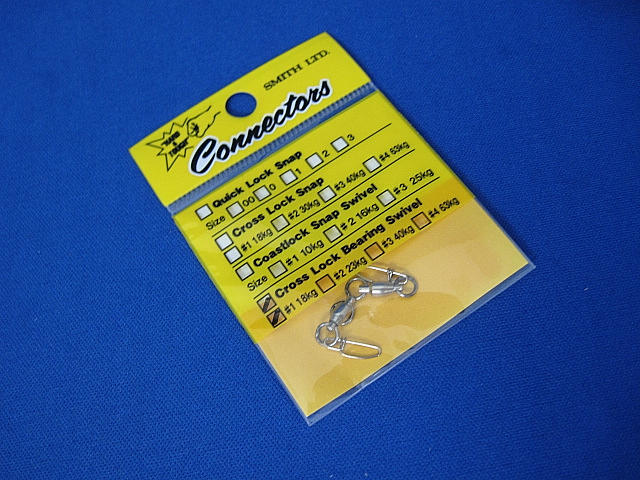 SMITH LTD.
Connectors
Quick Lock Snap
Size 00 0 1 2 3
Cross Lock Snap
#1 18kg #2 30kg #3 40kg #4 53kg
Coastlock Snap Swivel
Size #1 10kg #2 16kg #3 25kg
Cross Lock Bearing Swivel
#1 18kg #2 23kg #3 40kg #4 53kg